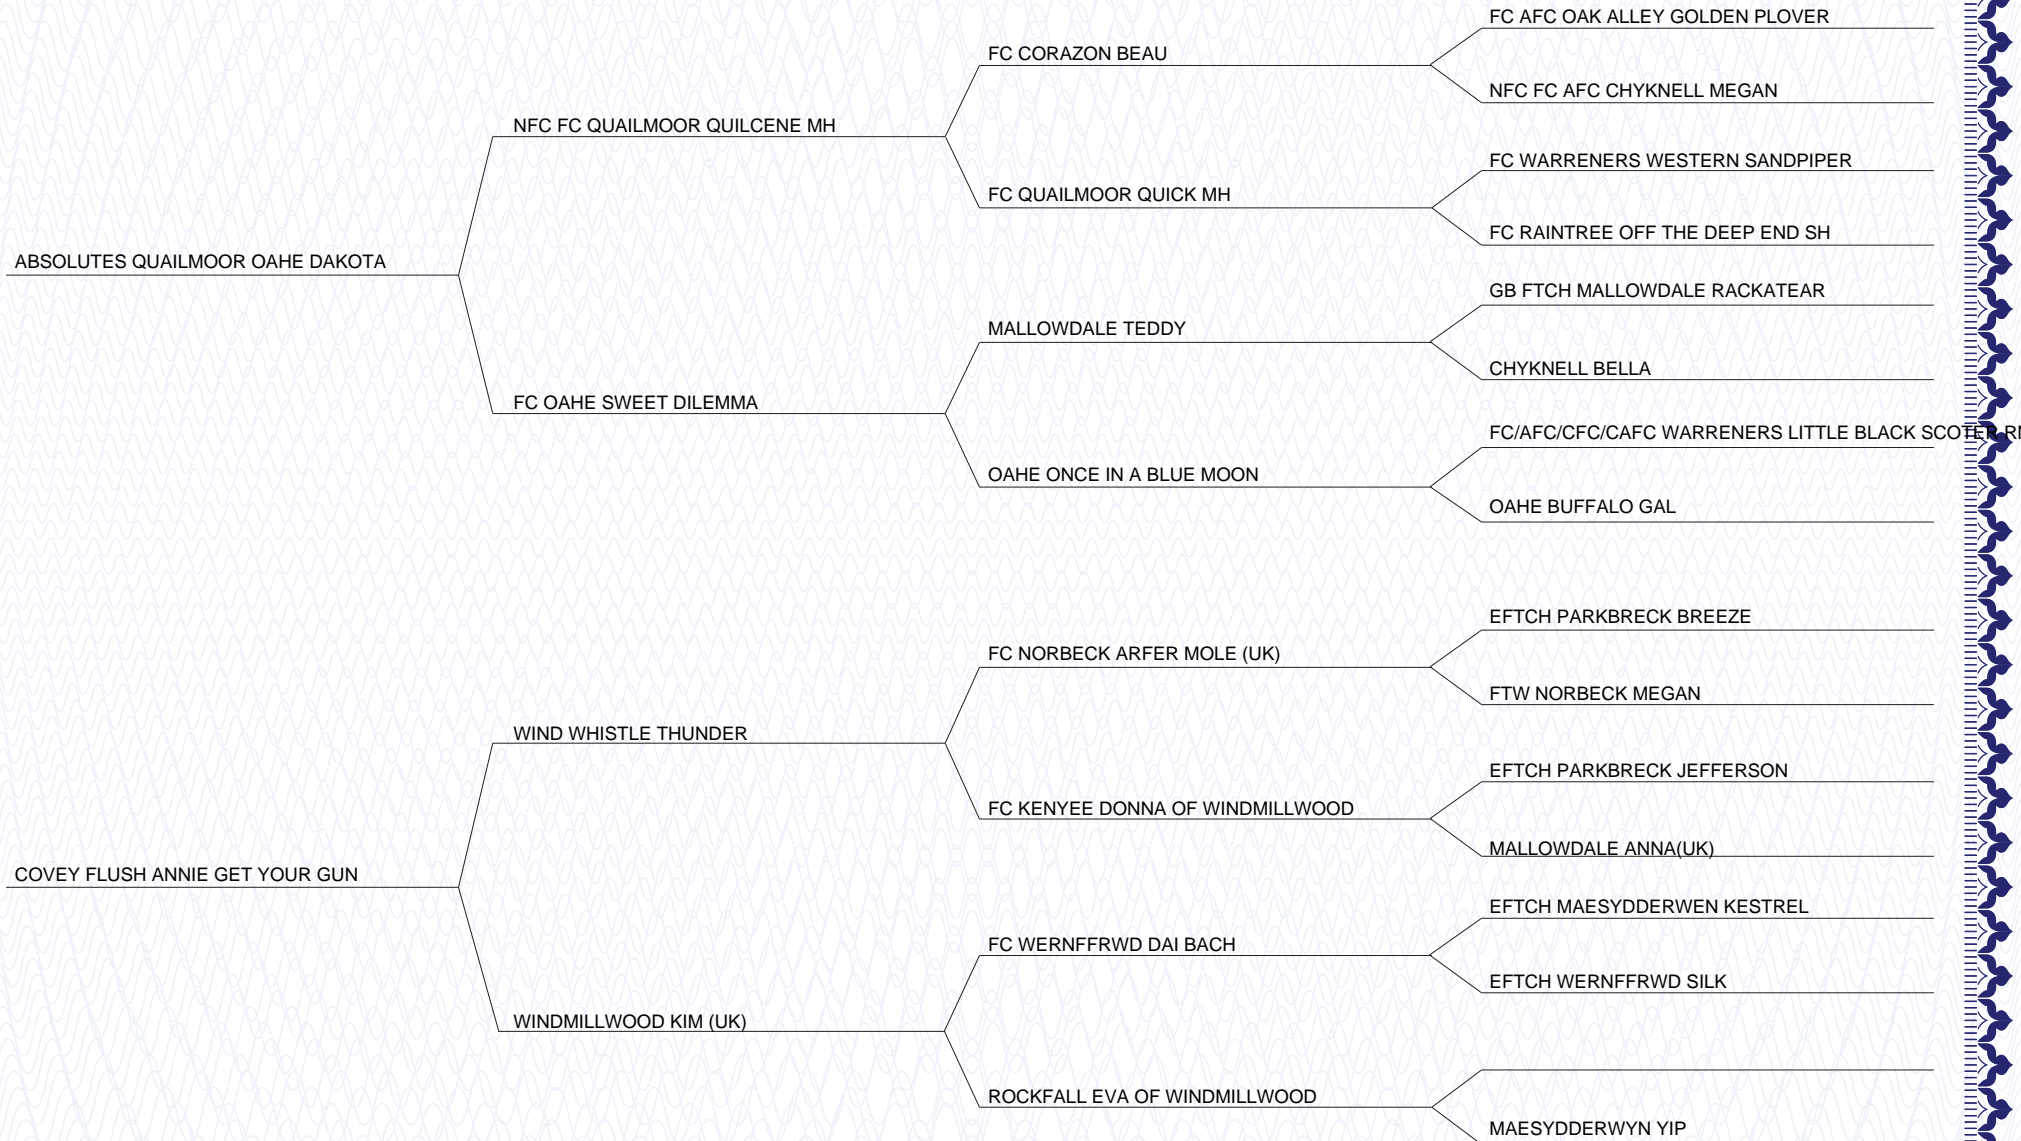 FC AFC OAK ALLEY GOLDEN PLOVER
FC CORAZON BEAU
NFC FC AFC CHYKNELL MEGAN
NFC FC QUAILMOOR QUILCENE MH
FC WARRENERS WESTERN SANDPIPER
FC QUAILMOOR QUICK MH
FC RAINTREE OFF THE DEEP END SH
ABSOLUTES QUAILMOOR OAHE DAKOTA
GB FTCH MALLOWDALE RACKATEAR
MALLOWDALE TEDDY
CHYKNELL BELLA
FC OAHE SWEET DILEMMA
FC/AFC/CFC/CAFC WARRENERS LITTLE BLACK SCOTER
OAHE ONCE IN A BLUE MOON
OAHE BUFFALO GAL
EFTCH PARKBRECK BREEZE
FC NORBECK ARFER MOLE (UK)
FTW NORBECK MEGAN
WIND WHISTLE THUNDER
EFTCH PARKBRECK JEFFERSON
FC KENYEE DONNA OF WINDMILLWOOD
MALLOWDALE ANNA(UK)
COVEY FLUSH ANNIE GET YOUR GUN
EFTCH MAESYDDERWEN KESTREL
FC WERNFFRWD DAI BACH
EFTCH WERNFFRWD SILK
WINDMILLWOOD KIM (UK)
ROCKFALL EVA OF WINDMILLWOOD
MAESYDDERWYN YIP